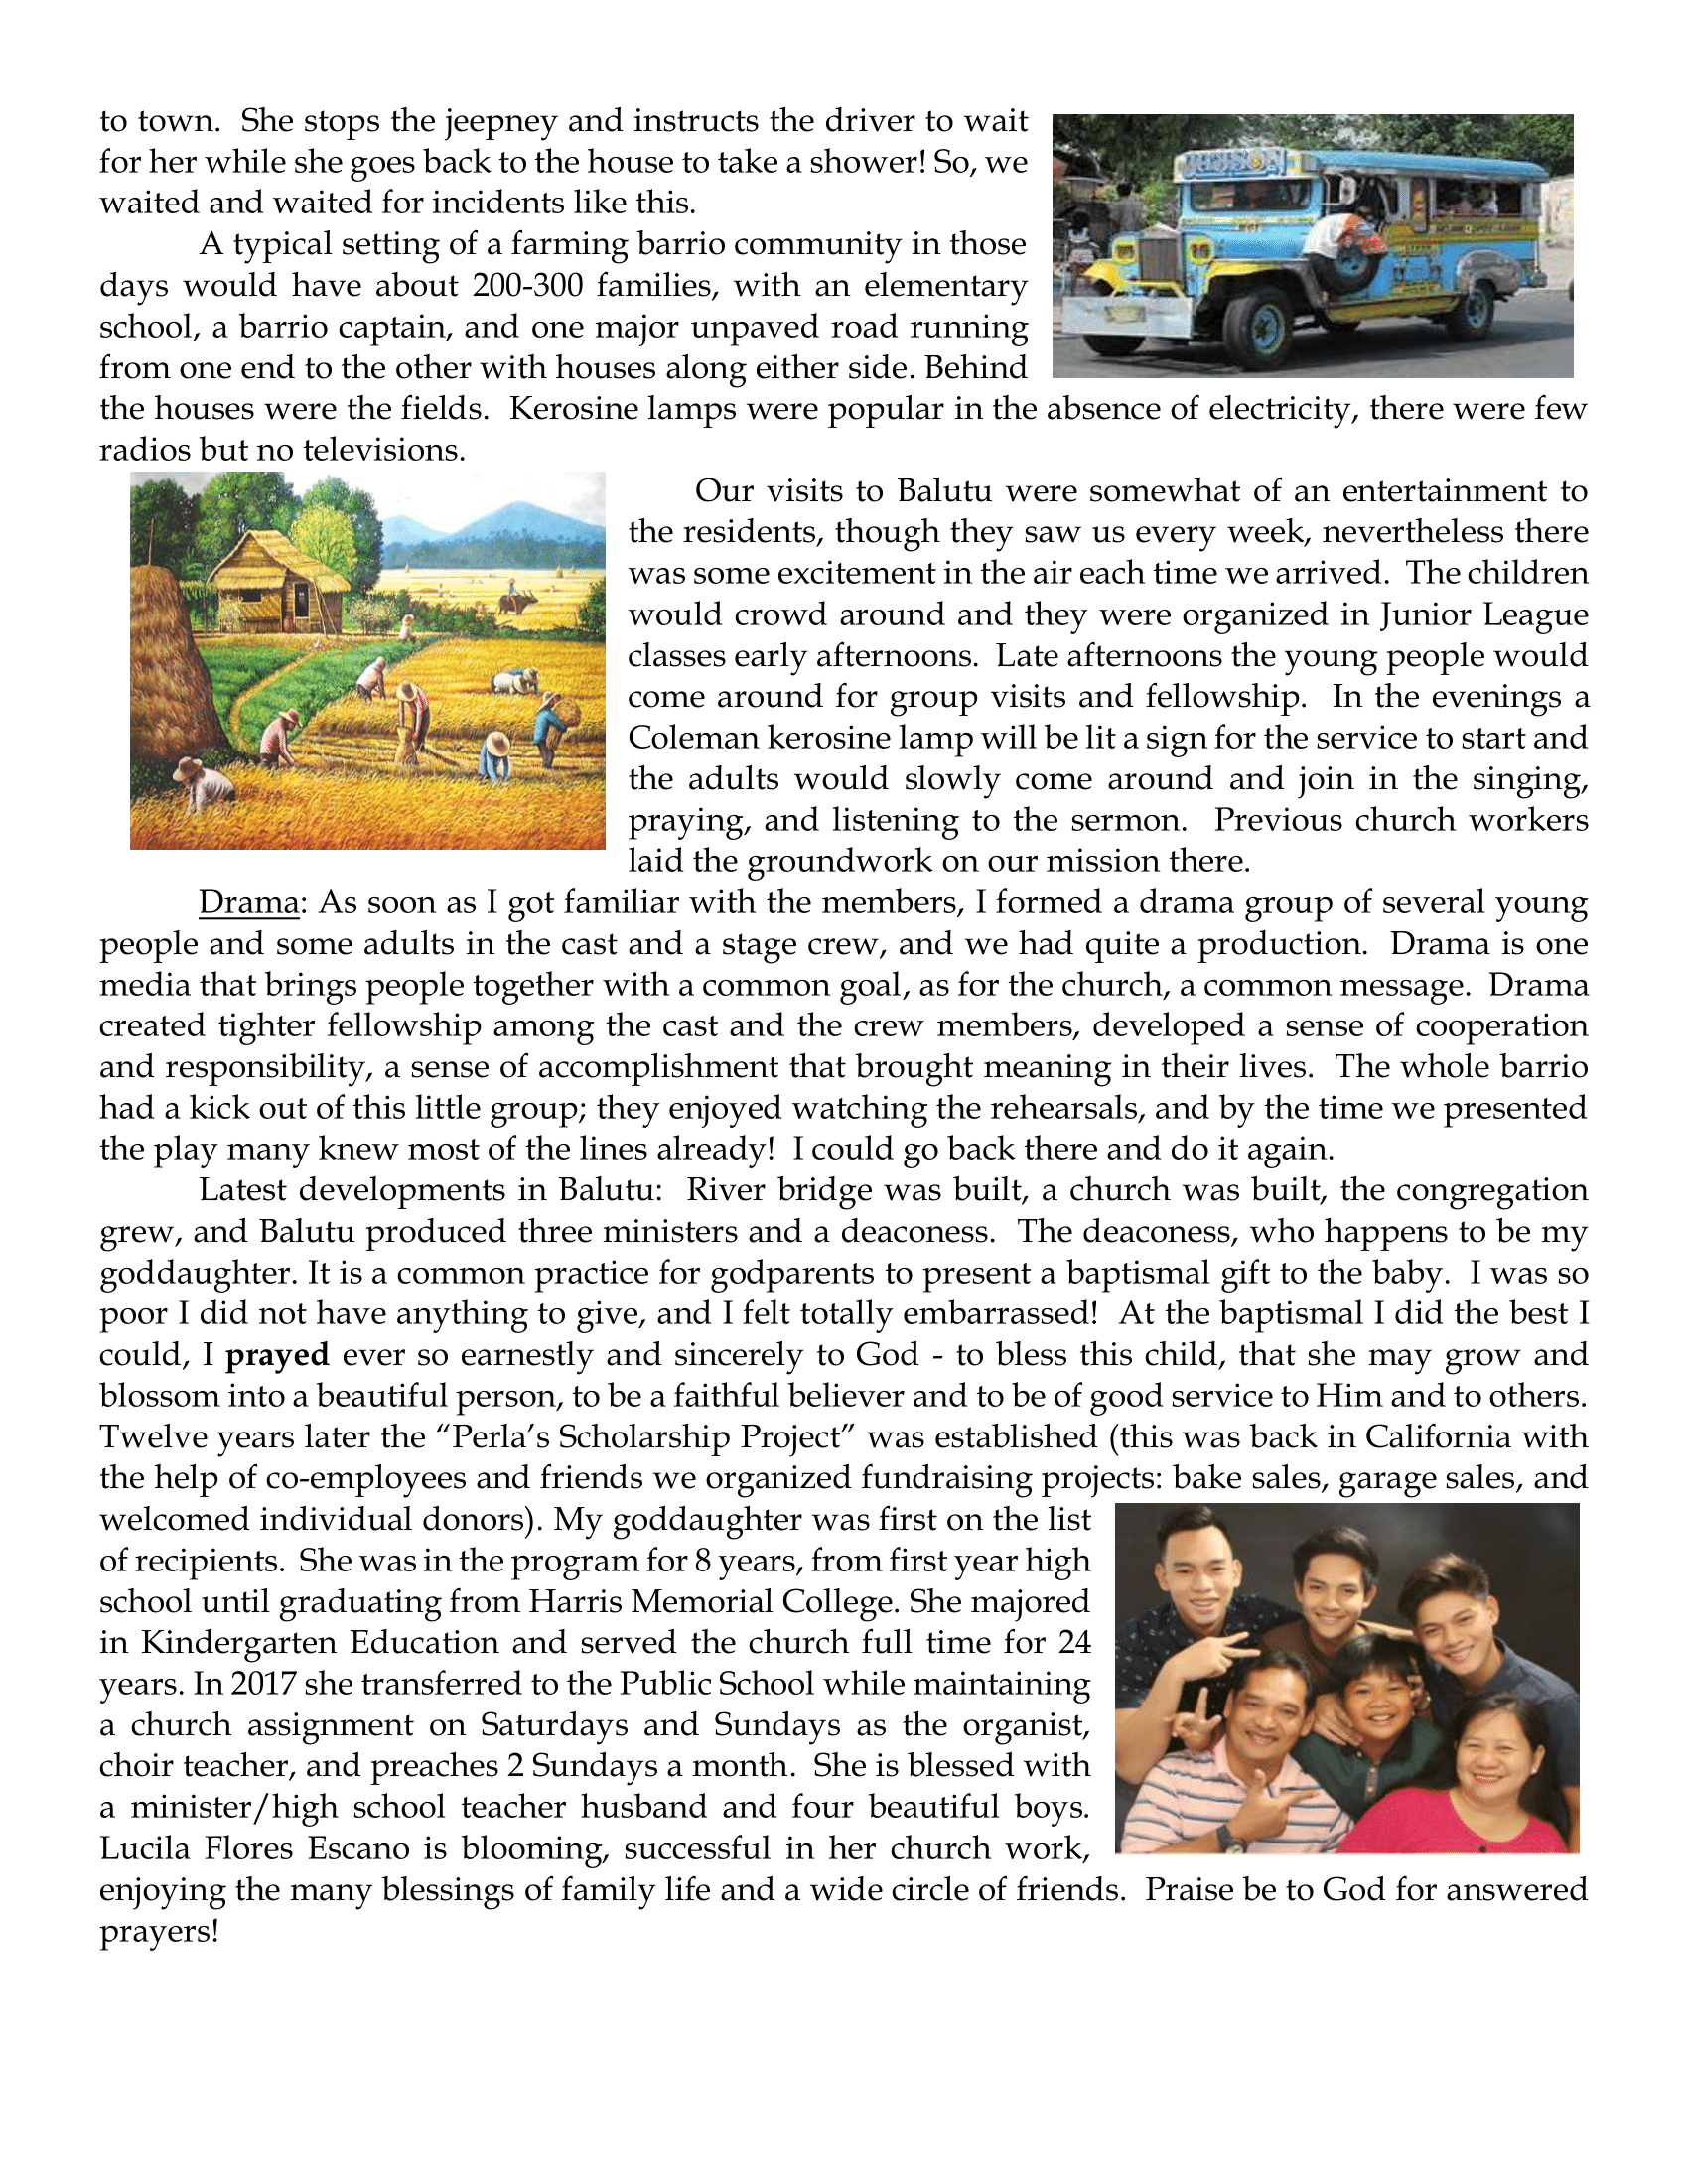 to town.  She stops the jeepney and instructs the driver to wait
for her while she goes back to the house to take a shower! So, we
waited and waited for incidents like this.
A typical setting of a farming barrio community in those
days would have about 200-300 families, with an elementary
school, a barrio captain, and one major unpaved road running
from one end to the other with houses along either side. Behind
the houses were the fields.  Kerosine lamps were popular in the absence of electricity, there were few
radios but no televisions.
Our visits to Balutu were somewhat of an entertainment to
the residents, though they saw us every week, nevertheless there
was some excitement in the air each time we arrived.  The children
would crowd around and they were organized in Junior League
classes early afternoons.  Late afternoons the young people would
come around for group visits and fellowship.  In the evenings a
Coleman kerosine lamp will be lit a sign for the service to start and
the adults would slowly come around and join in the singing,
praying, and listening to the sermon.  Previous church workers
laid the groundwork on our mission there.
Drama: As soon as I got familiar with the members, I formed a drama group of several young
people and some adults in the cast and a stage crew, and we had quite a production.  Drama is one
media that brings people together with a common goal, as for the church, a common message.  Drama
created tighter fellowship among the cast and the crew members, developed a sense of cooperation
and responsibility, a sense of accomplishment that brought meaning in their lives.  The whole barrio
had a kick out of this little group; they enjoyed watching the rehearsals, and by the time we presented
the play many knew most of the lines already!  I could go back there and do it again.
Latest developments in Balutu:  River bridge was built, a church was built, the congregation
grew, and Balutu produced three ministers and a deaconess.  The deaconess, who happens to be my
goddaughter. It is a common practice for godparents to present a baptismal gift to the baby.  I was so
poor I did not have anything to give, and I felt totally embarrassed!  At the baptismal I did the best I
could, I prayed ever so earnestly and sincerely to God - to bless this child, that she may grow and
blossom into a beautiful person, to be a faithful believer and to be of good service to Him and to others.
Twelve years later the “Perla’s Scholarship Project” was established (this was back in California with
the help of co-employees and friends we organized fundraising projects: bake sales, garage sales, and
welcomed individual donors). My goddaughter was first on the list
of recipients.  She was in the program for 8 years, from first year high
school until graduating from Harris Memorial College. She majored
in Kindergarten Education and served the church full time for 24
years. In 2017 she transferred to the Public School while maintaining
a church assignment on Saturdays and Sundays as the organist,
choir teacher, and preaches 2 Sundays a month.  She is blessed with
a minister/high school teacher husband and four beautiful boys.
Lucila Flores Escano is blooming, successful in her church work,
enjoying the many blessings of family life and a wide circle of friends.  Praise be to God for answered
prayers!